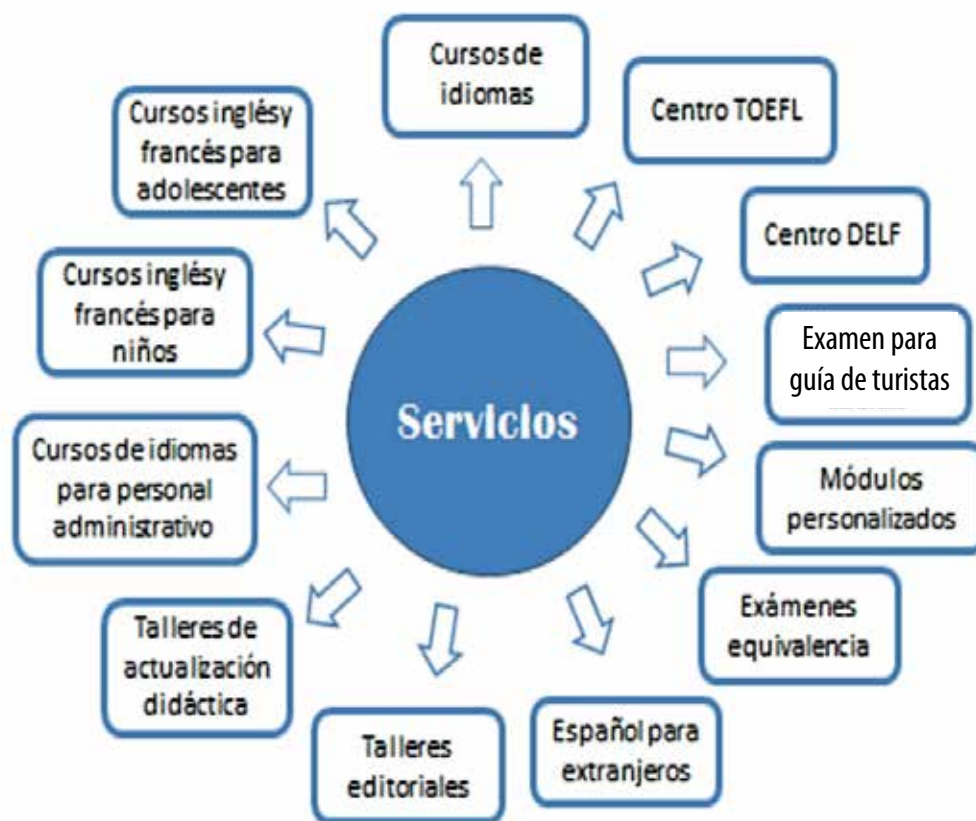 Cursos de
idiomas
Centro TOEFL
Centro DELF
Examen para
guía de turistas
Módulos
personalizados
Exámenes
equivalencia
Español para
extranjeros
Talleres
editoriales
Talleres de
actualización
didáctica
Cursos de idiomas
para personal
administrativo
Cursos inglésy
francés para
niños
Cursos inglésy
francés para
adolescentes
Servicios